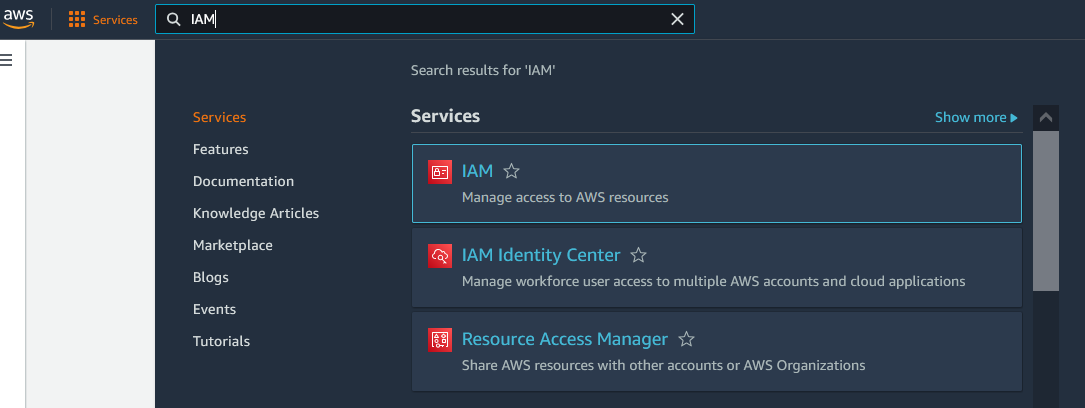 aws
Services
IAM
Search results for 'IAM'
Services
Features
Documentation
Knowledge Articles
Marketplace
Blogs
Events
Tutorials
Services
Show more
IAM
Manage access to AWS resources
IAM Identity Center
Manage workforce user access to multiple AWS accounts and cloud applications
Resource Access Manager
Share AWS resources with other accounts or AWS Organizations